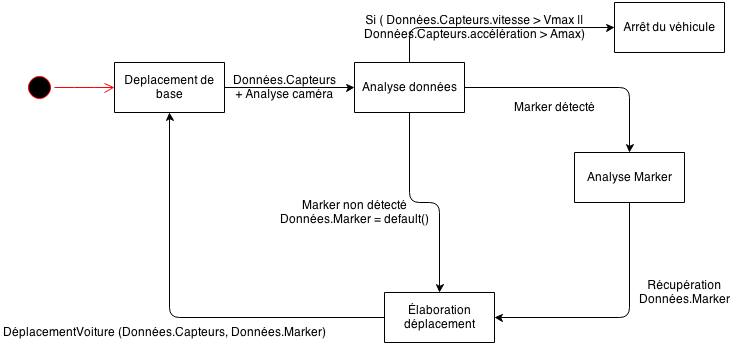 Si ( Données.Capteurs.vitesse > Vmax ||
Données.Capteurs.accélération > Amax)
Arrêt du véhicule
Deplacement de
base
Données.Capteurs
+ Analyse caméra
Analyse données
Marker détecté
Analyse Marker
Marker non détecté
Données.Marker = default()
Récupération
Données.Marker
Élaboration
déplacement
DéplacementVoiture (Données.Capteurs, Données.Marker)